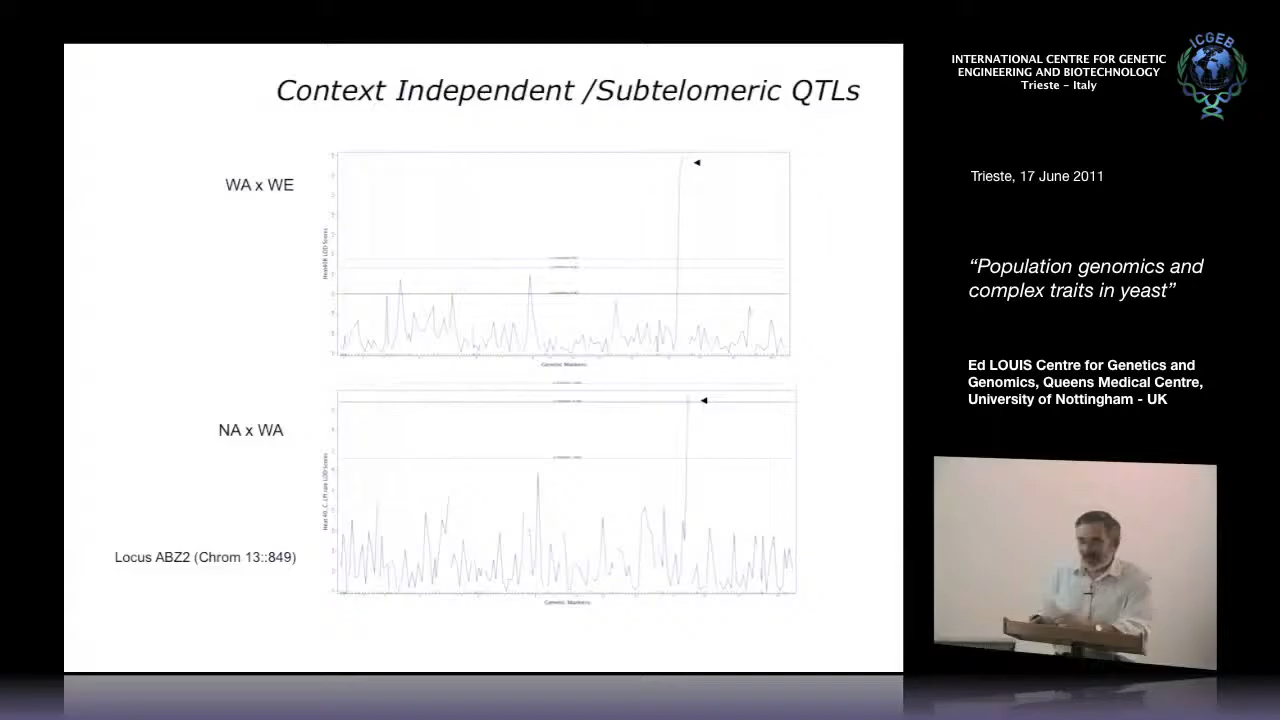 Context Independent /Subtelomeric QTLs
WA x WE
Genetic Markers
NA x WA
Locus ABZ2 (Chrom 13::849)
Genetic Markers
ICGEB
INTERNATIONAL CENTRE FOR GENETIC
ENGINEERING AND BIOTECHNOLOGY
Trieste - Italy
Trieste, 17 June 2011
“Population genomics and
complex traits in yeast”
Ed LOUIS Centre for Genetics and
Genomics, Queens Medical Centre,
University of Nottingham - UK